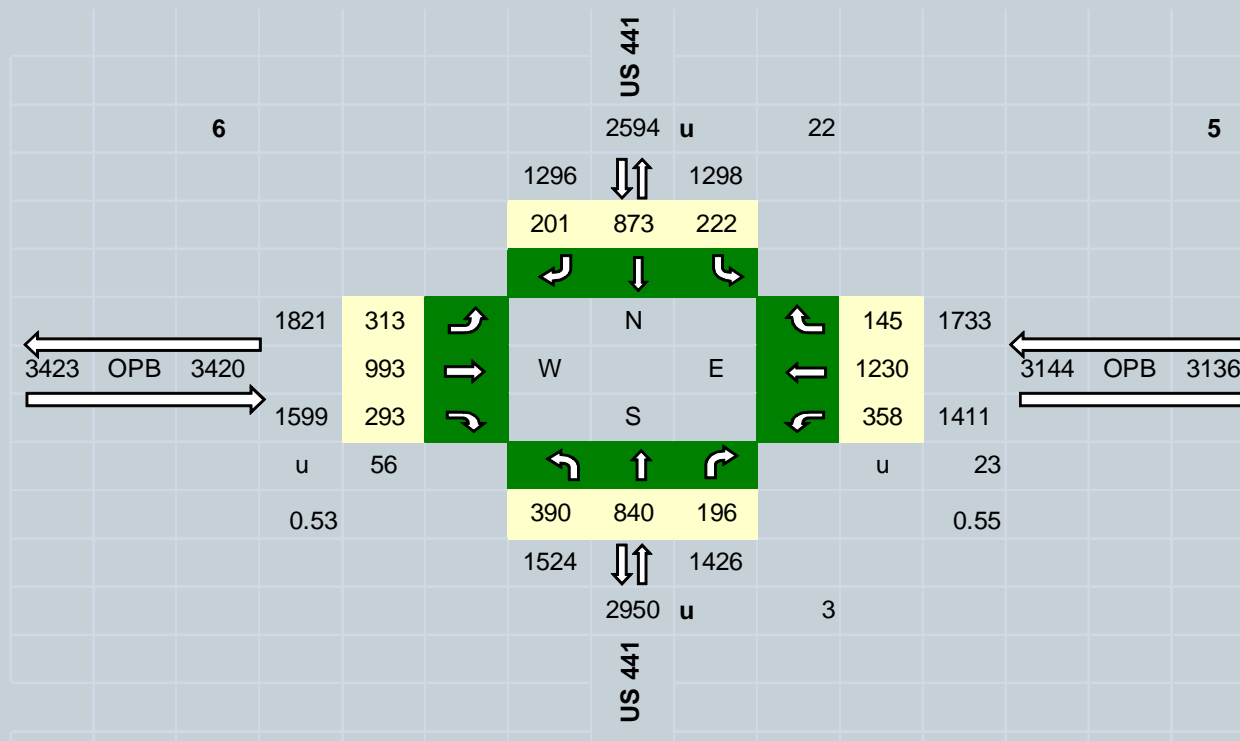 US 441
6 2594 u 22 5
1296 1298
201 873 222
1821 313 N 145 1733
3423 OPB 3420 993 W E 1230 3144 OPB 3136
1599 293 S 358 1411
u 56 u 23
0.53 390 840 196 0.55
1524 1426
2950 u 3
US 441